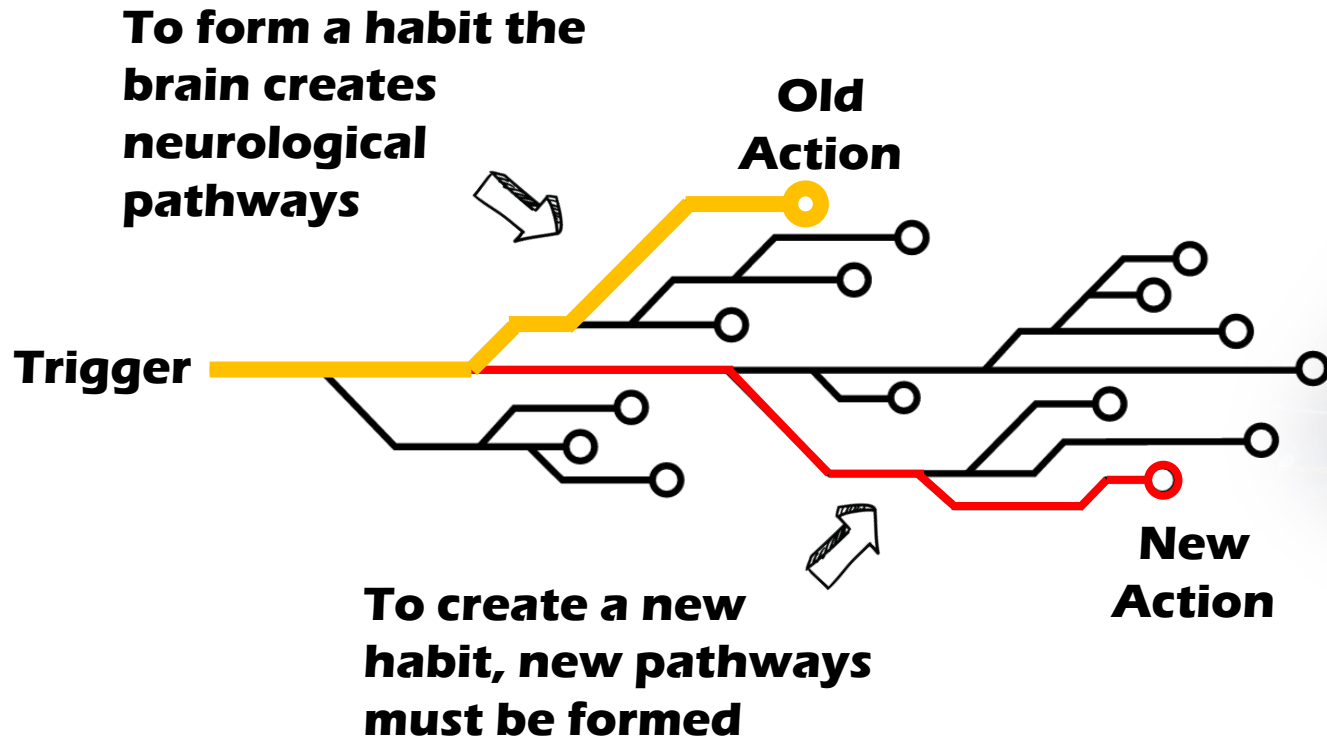 To form a habit the
brain creates
neurological
pathways
Old
Action
Trigger
New
Action
To create a new
habit, new pathways
must be formed